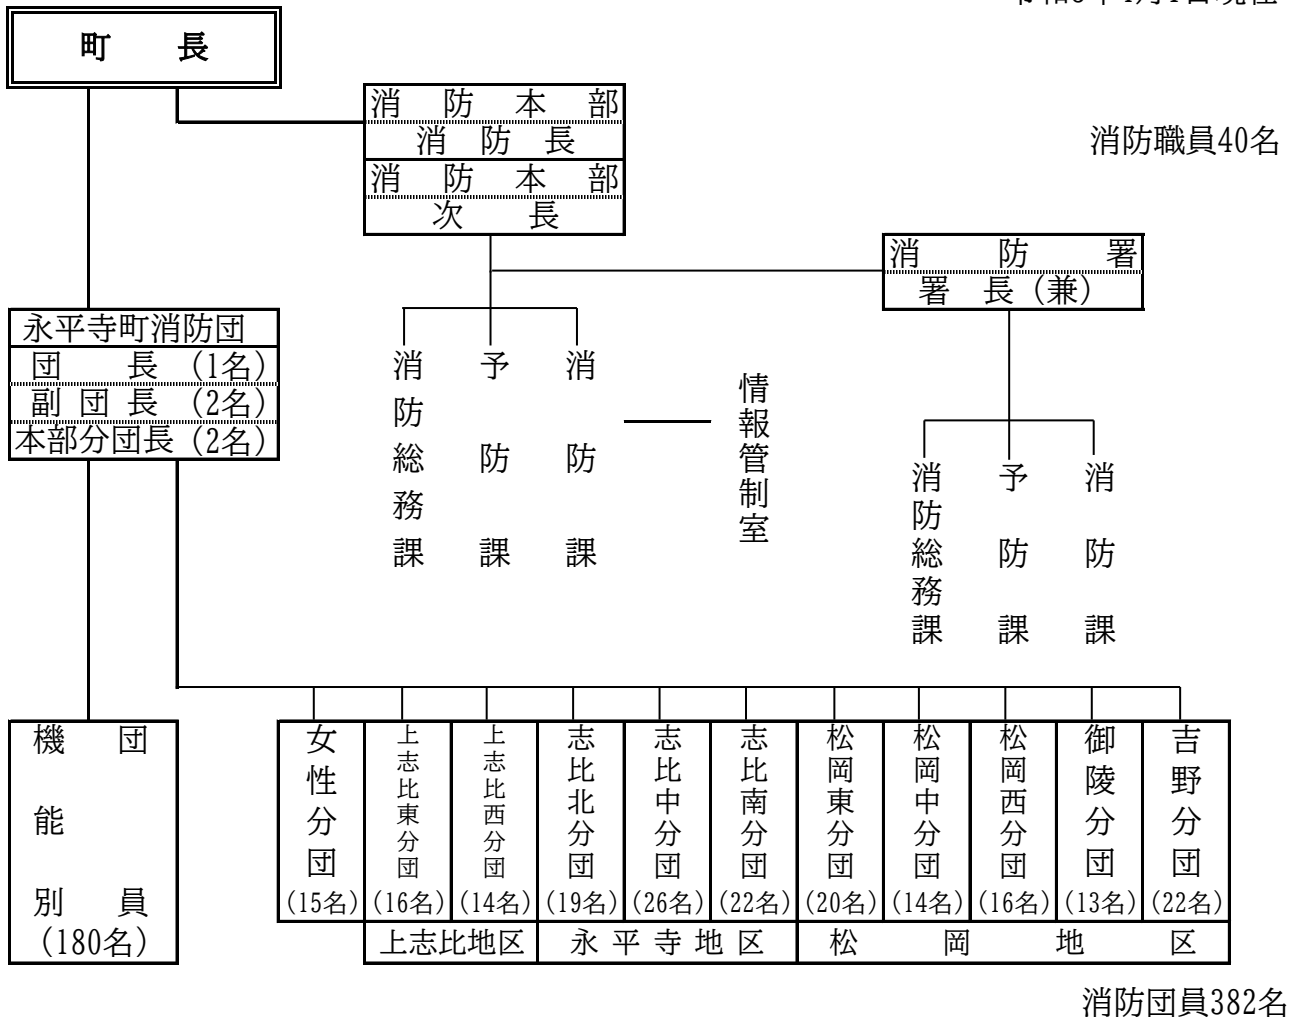 町長
消防本部
消防長
消防職員40名
消防本部
次長
消防署
署長(兼)
永平寺町消防団
団長(1名)
副団長(2名)
本部分団長(2名)
消防総務課
予防課
消防課
情報管制室
消防総務課
予防課
消防課
機能別団員
(180名)
女性分団
(15名)
上志比東分団
(16名)
上志比西分団
(14名)
志比北分団
(19名)
志比中分団
(26名)
志比南分団
(22名)
松岡東分団
(20名)
松岡中分団
(14名)
松岡西分団
(16名)
御陵分団
(13名)
吉野分団
(22名)
上志比地区
永平寺地区
松岡地区
消防団員382名